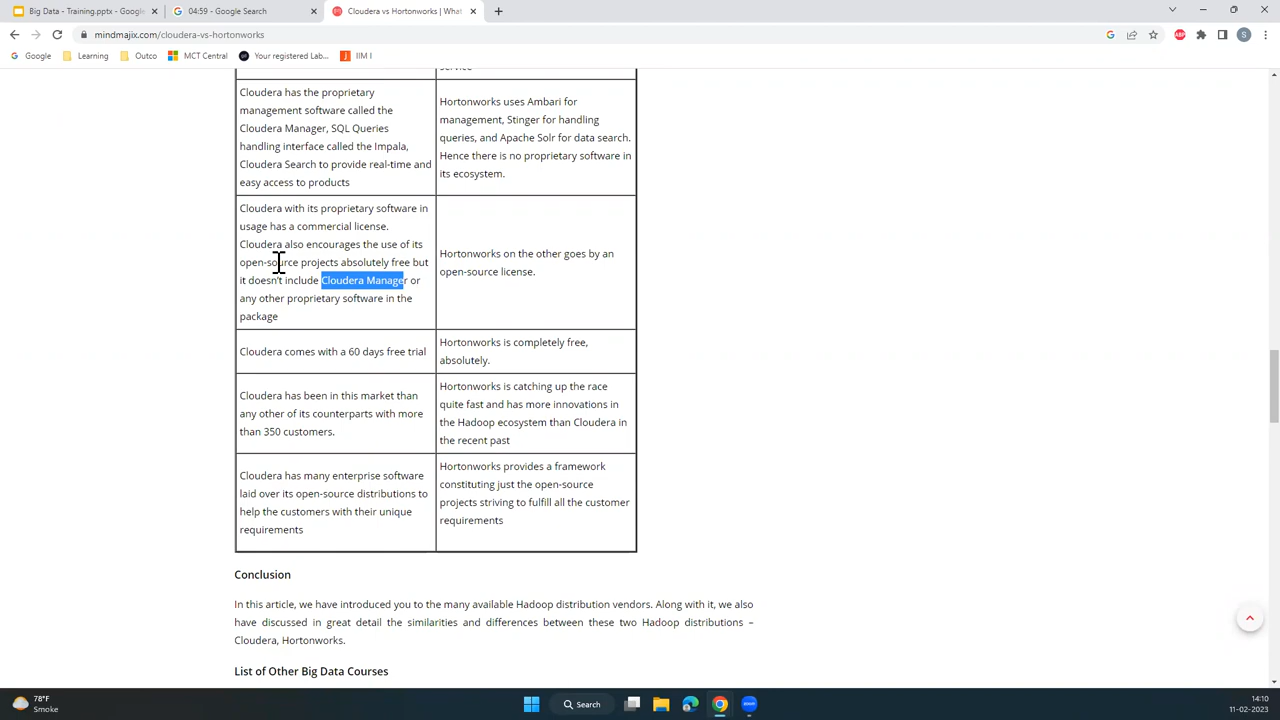 Big Data - Training.pptx - Google
04:59 - Google Search
Cloudera vs Hortonworks | What
mindmajix.com/cloudera-vs-hortonworks
Google
Learning
Outco
MCT Central
Your registered Lab...
IIM I
service
Cloudera has the proprietary
management software called the
Cloudera Manager, SQL Queries
handling interface called the Impala,
Cloudera Search to provide real-time and
easy access to products
Hortonworks uses Ambari for
management, Stinger for handling
queries, and Apache Solr for data search.
Hence there is no proprietary software in
its ecosystem.
Cloudera with its proprietary software in
usage has a commercial license.
Cloudera also encourages the use of its
open-source projects absolutely free but
it doesn't include Cloudera Manager or
any other proprietary software in the
package
Hortonworks on the other goes by an
open-source license.
Cloudera comes with a 60 days free trial
Hortonworks is completely free,
absolutely.
Cloudera has been in this market than
any other of its counterparts with more
than 350 customers.
Hortonworks is catching up the race
quite fast and has more innovations in
the Hadoop ecosystem than Cloudera in
the recent past
Cloudera has many enterprise software
laid over its open-source distributions to
help the customers with their unique
requirements
Hortonworks provides a framework
constituting just the open-source
projects striving to fulfill all the customer
requirements
Conclusion
In this article, we have introduced you to the many available Hadoop distribution vendors. Along with it, we also
have discussed in great detail the similarities and differences between these two Hadoop distributions –
Cloudera, Hortonworks.
List of Other Big Data Courses
78°F
Smoke
Search
14:10
11-02-2023